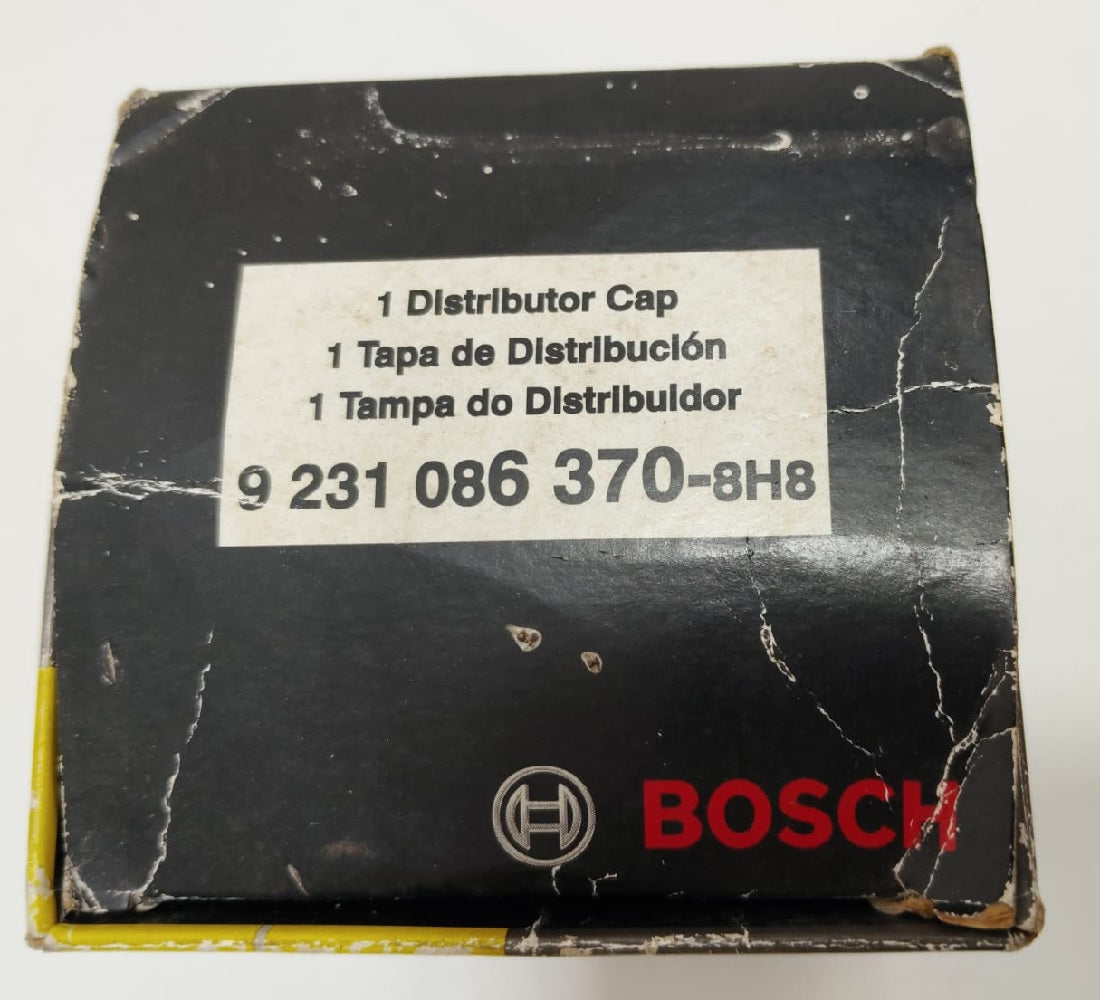 1 Distributor Cap
1 Tapa de Distribución
1 Tampa do Distribuidor
9 231 086 370-8H8
BOSCH